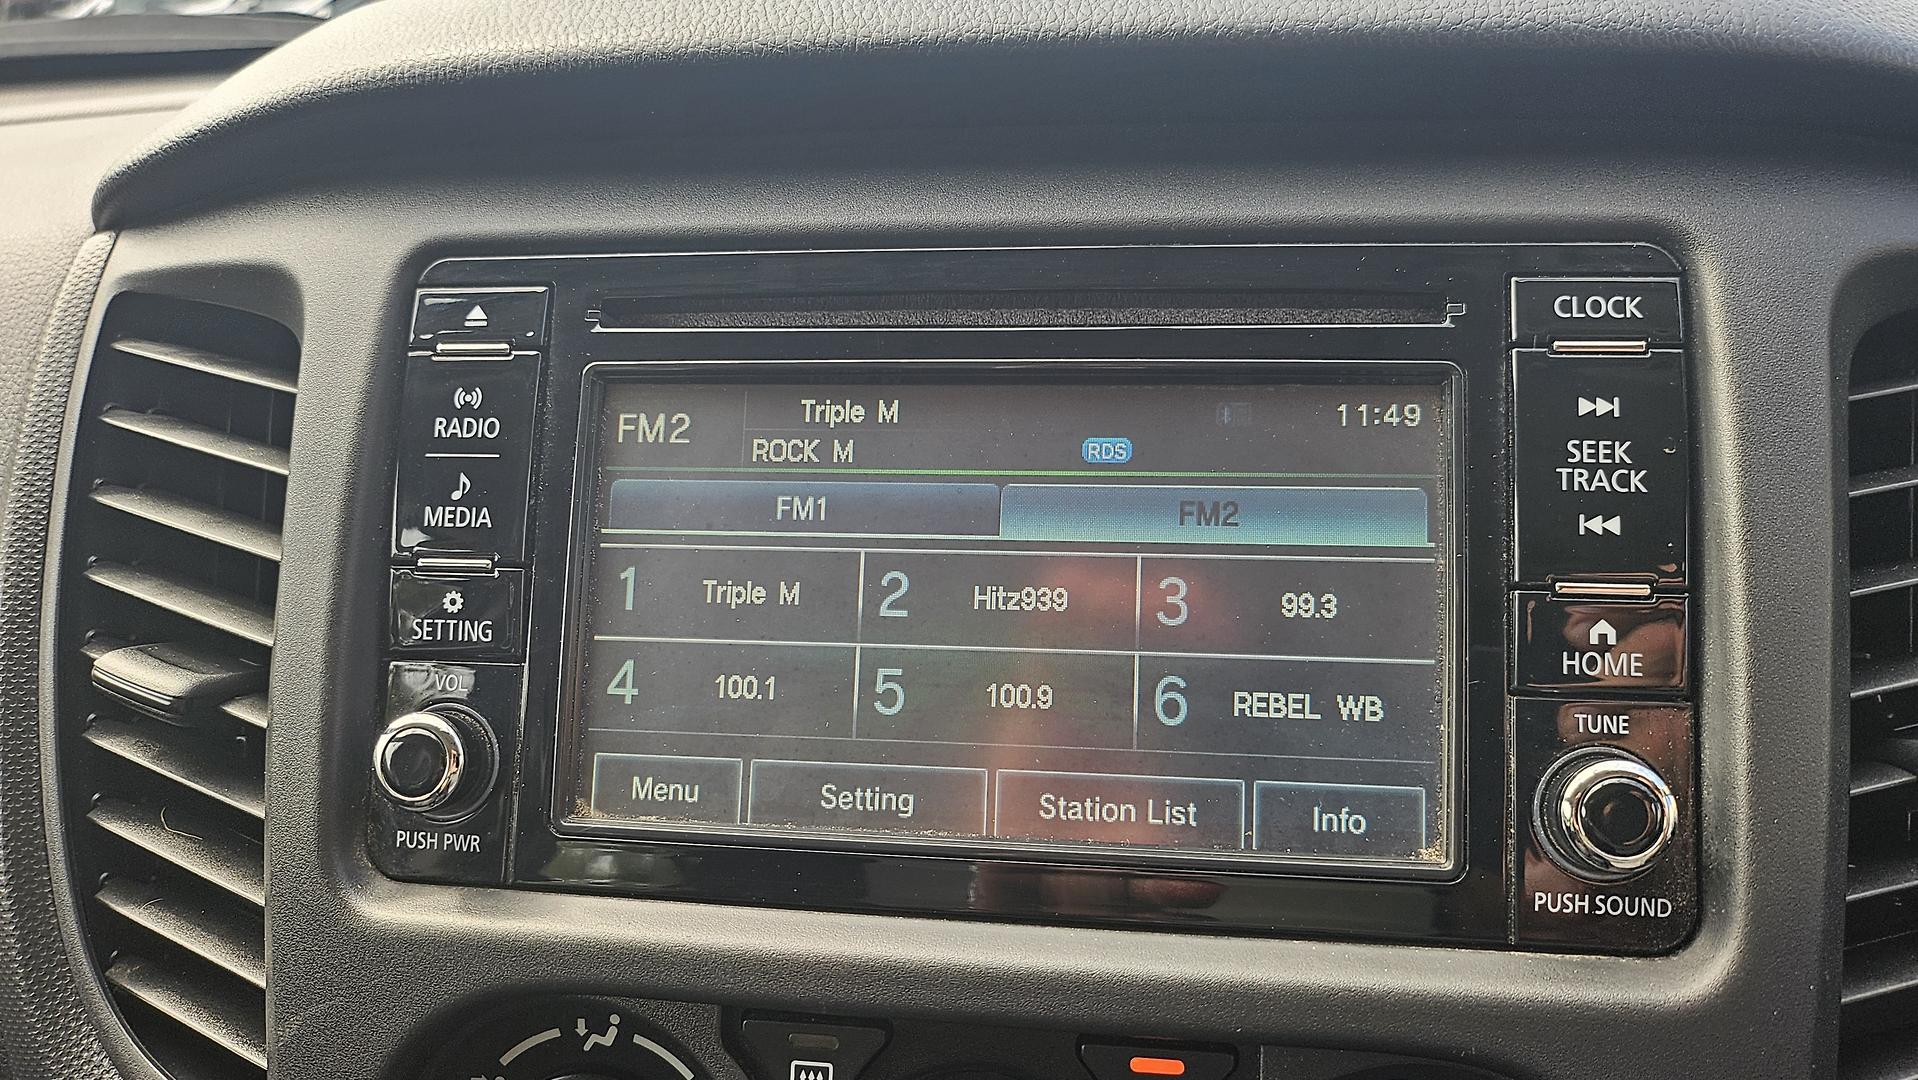 CLOCK
RADIO
MEDIA
SETTING
VOL
PUSH PWR
FM2
Triple M
11:49
ROCK M
RDS
FM1
FM2
1 Triple M
2 Hitz939
3 99.3
4 100.1
5 100.9
6 REBEL WB
Menu
Setting
Station List
Info
SEEK
TRACK
HOME
TUNE
PUSH SOUND